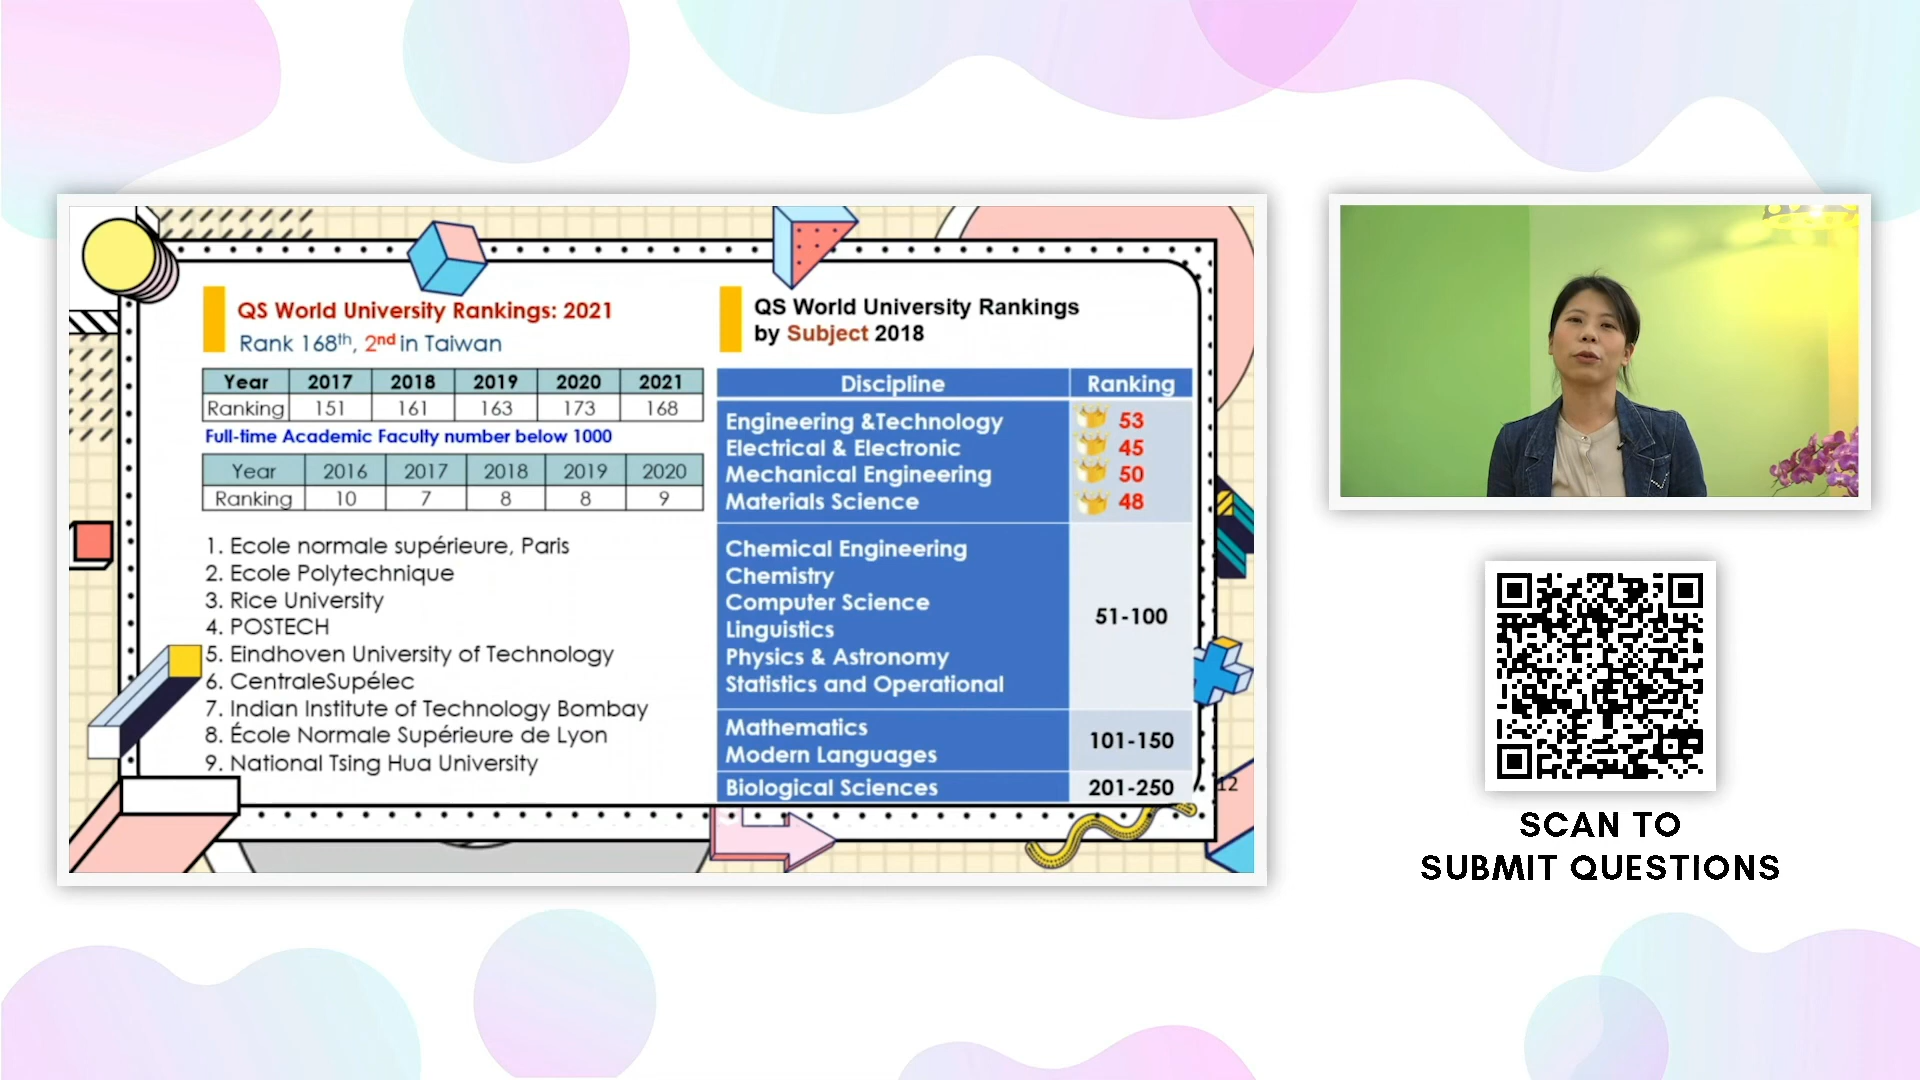 QS World University Rankings: 2021
Rank 168th, 2nd in Taiwan
Year 2017 2018 2019 2020 2021
Ranking 151 161 163 173 168
Full-time Academic Faculty number below 1000
Year 2016 2017 2018 2019 2020
Ranking 10 7 8 8 9
1. Ecole normale supérieure, Paris
2. Ecole Polytechnique
3. Rice University
4. POSTECH
5. Eindhoven University of Technology
6. CentraleSupélec
7. Indian Institute of Technology Bombay
8. École Normale Supérieure de Lyon
9. National Tsing Hua University
QS World University Rankings
by Subject 2018
Discipline Ranking
Engineering &Technology 53
Electrical & Electronic 45
Mechanical Engineering 50
Materials Science 48
Chemical Engineering
Chemistry
Computer Science
Linguistics
Physics & Astronomy
Statistics and Operational
51-100
Mathematics
Modern Languages
101-150
Biological Sciences 201-250
12
SCAN TO
SUBMIT QUESTIONS